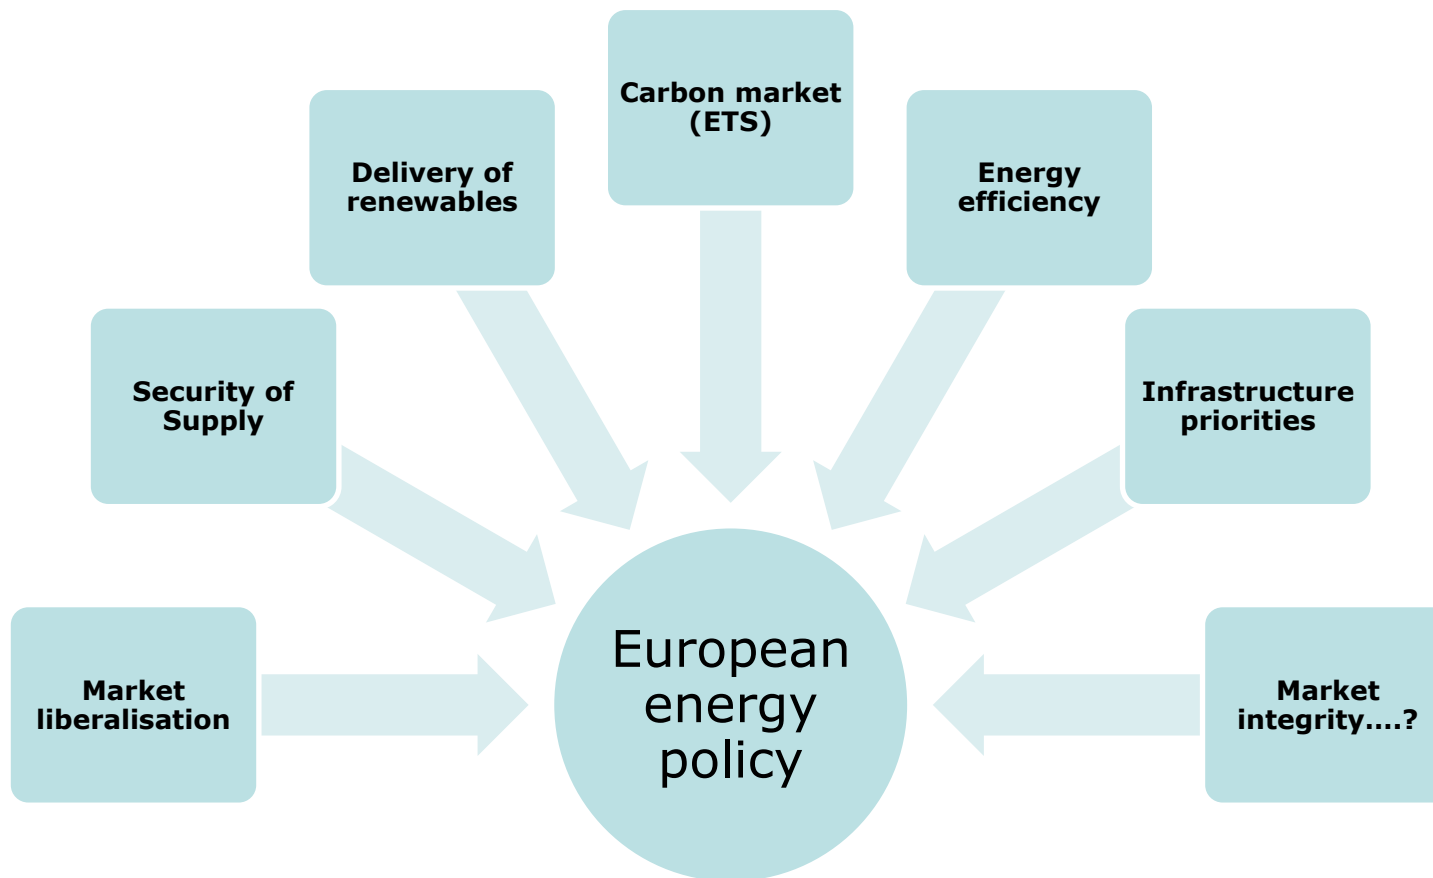 Carbon market
(ETS)
Delivery of
renewables
Energy
efficiency
Security of
Supply
Infrastructure
priorities
Market
liberalisation
European
energy
policy
Market
integrity....?